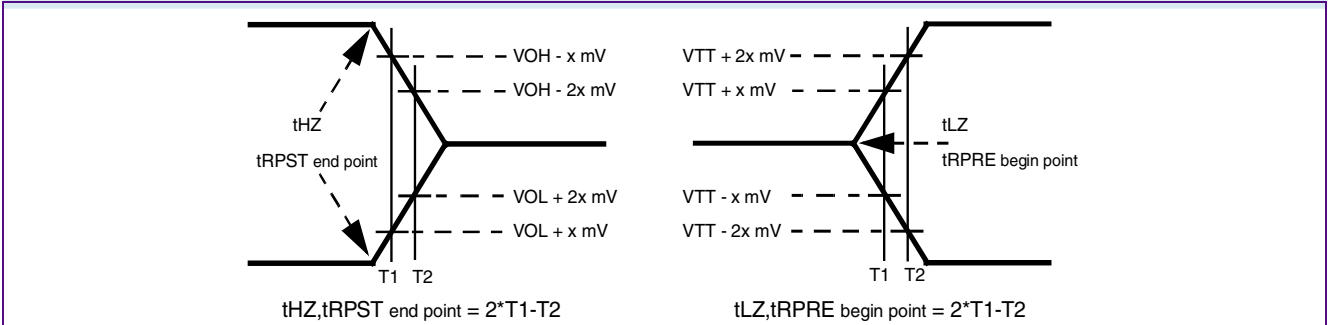 VOH - x mV
VOH - 2x mV
tHZ
tRPST end point
VOL + 2x mV
VOL + x mV
T1 T2
tHZ,tRPST end point = 2*T1-T2
VTT + 2x mV
VTT + x mV
tLZ
tRPRE begin point
VTT - x mV
VTT - 2x mV
T1 T2
tLZ,tRPRE begin point = 2*T1-T2